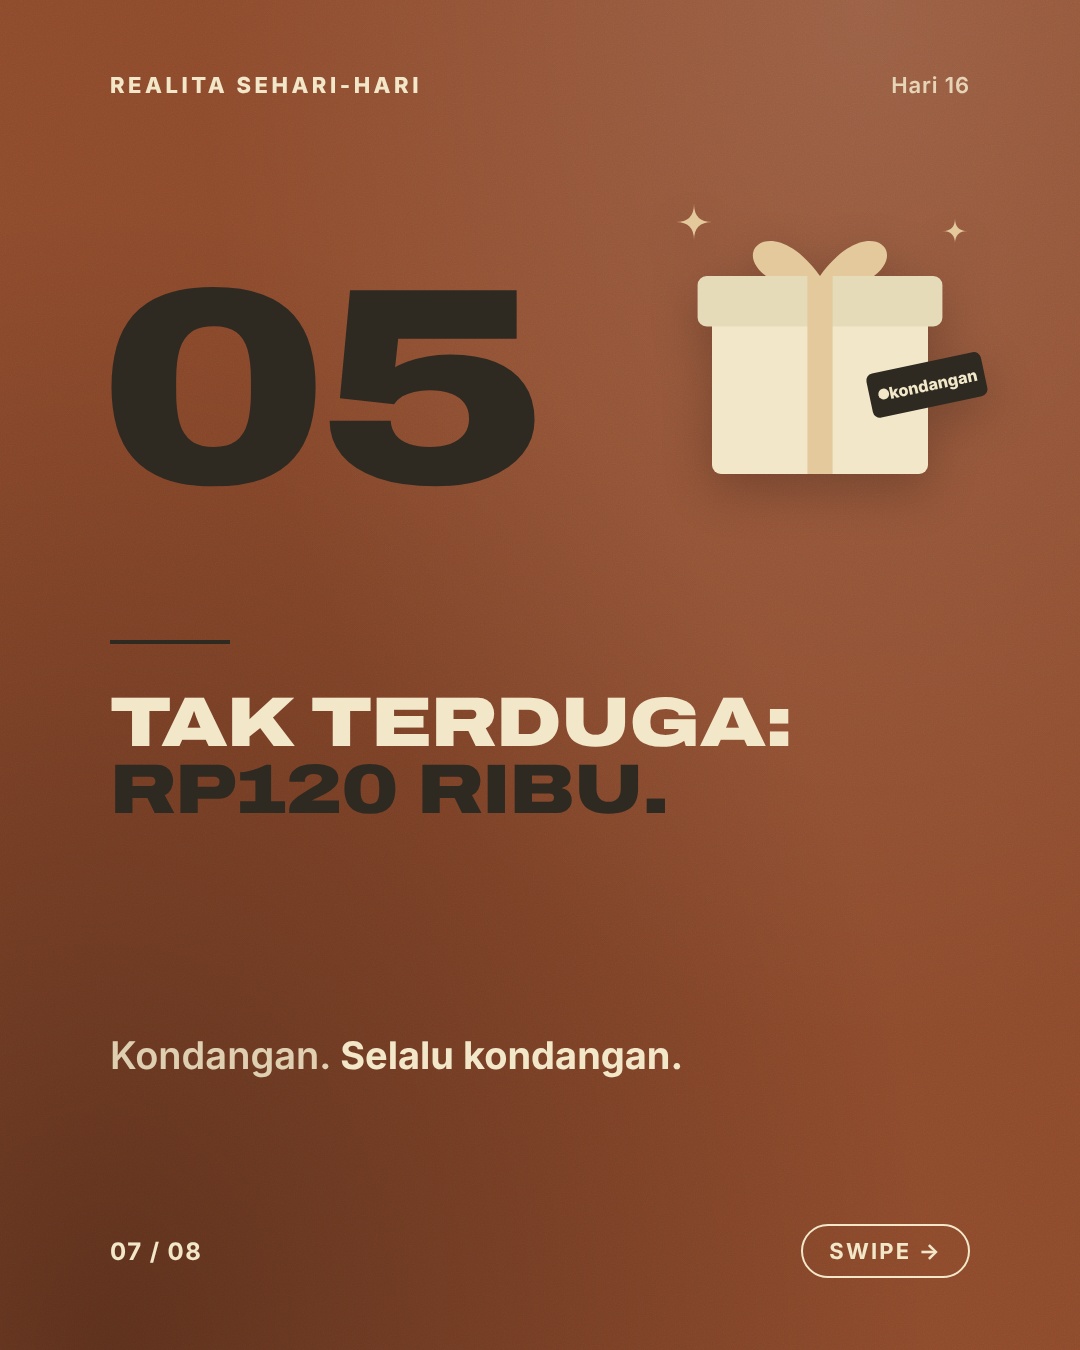 REALITA SEHARI-HARI
Hari 16
05
kondangan
TAK TERDUGA:
RP120 RIBU.
Kondangan. Selalu kondangan.
07 / 08
SWIPE →